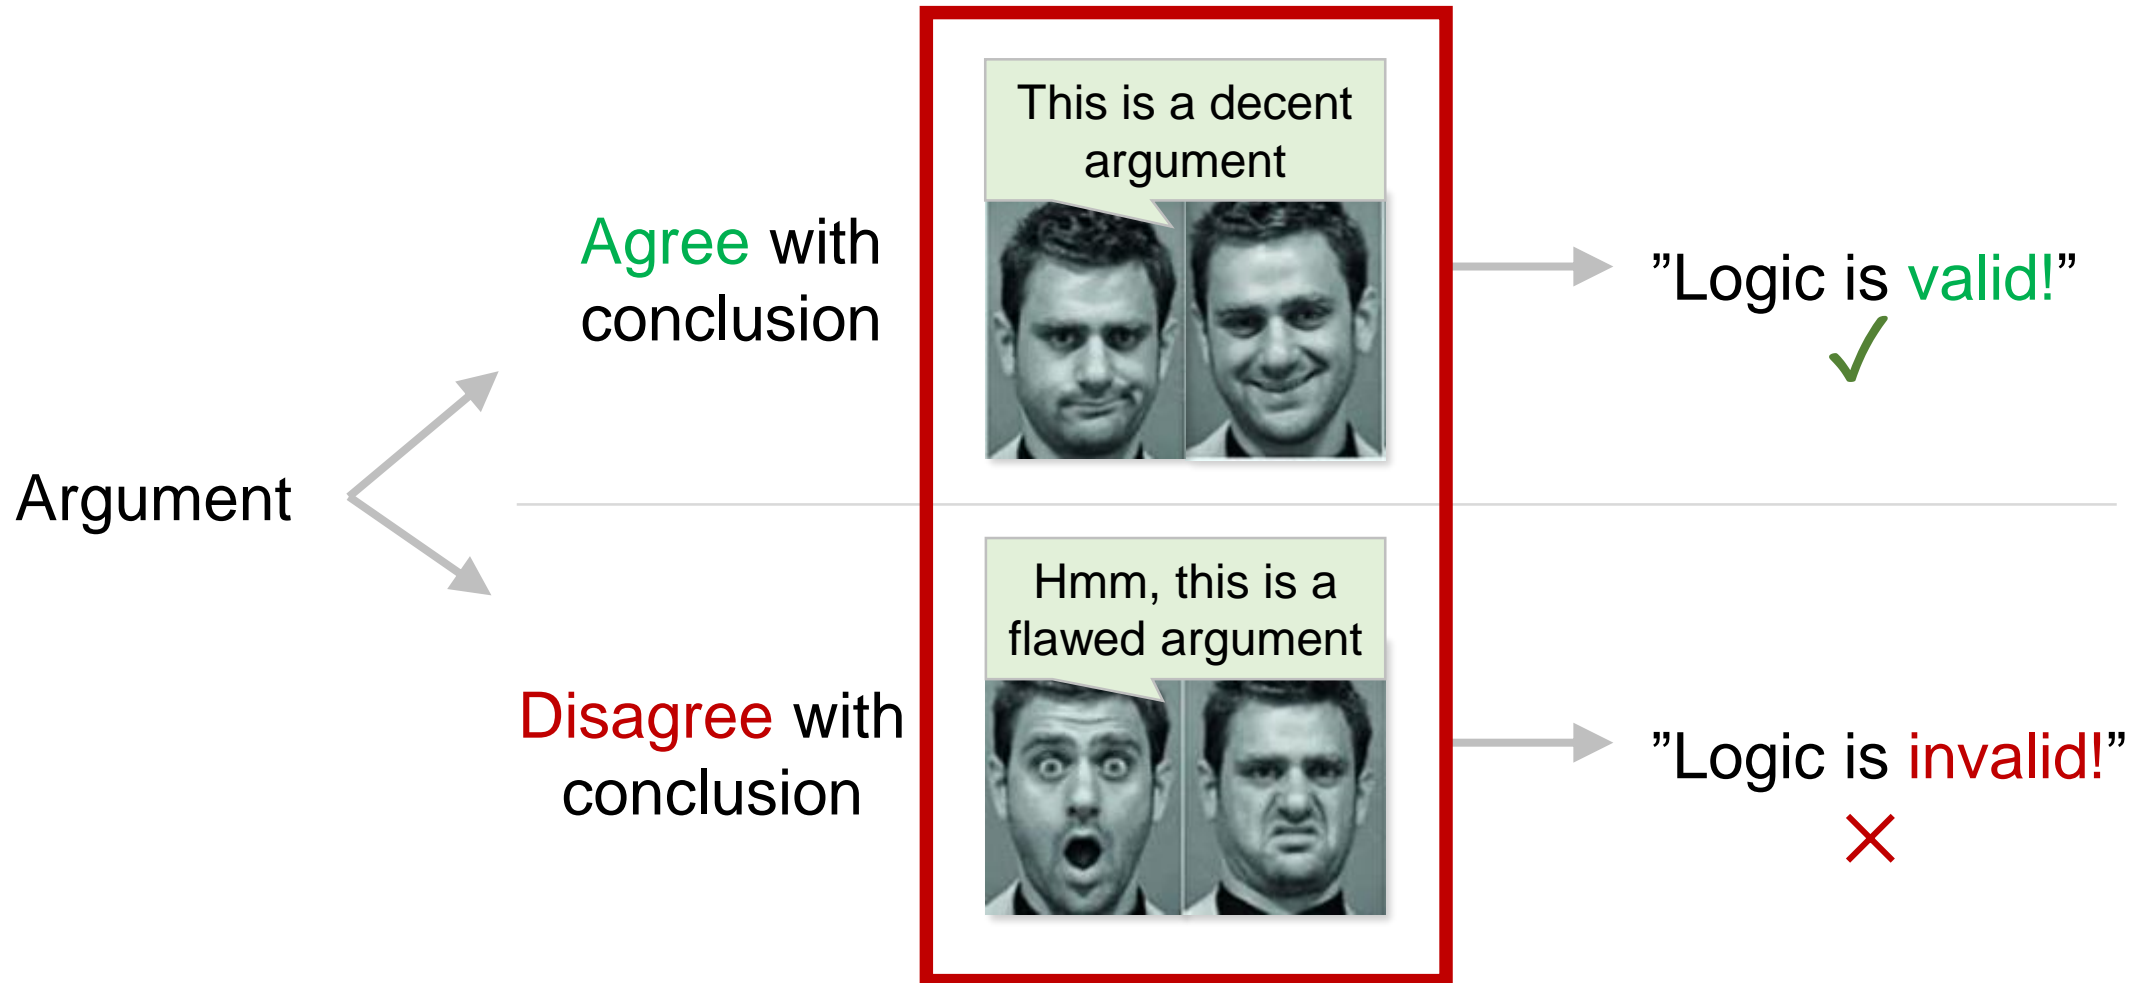 Argument
Agree with
conclusion
This is a decent
argument
”Logic is valid!”
Disagree with
conclusion
Hmm, this is a
flawed argument
”Logic is invalid!”